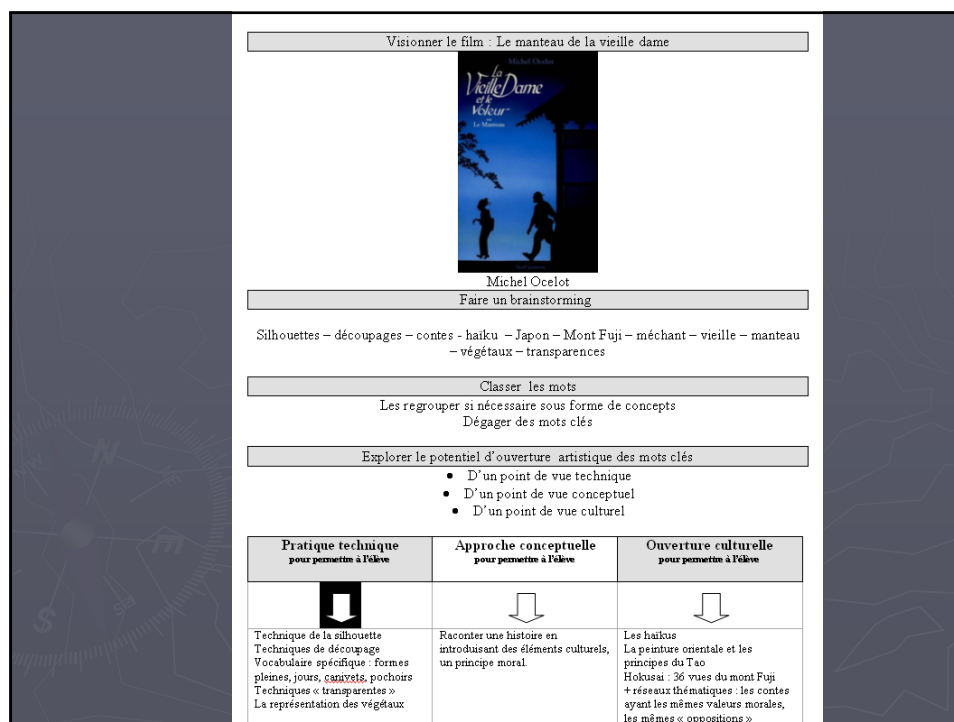 Visionner le film : Le manteau de la vieille dame
Michel Ocelot
La
Vieille Dame
et le
Voleur
ou
Le Manteau
Michel Ocelot
Faire un brainstorming
Silhouettes – découpages – contes - haïku – Japon – Mont Fuji – méchant – vieille – manteau
– végétaux – transparences
Classer les mots
Les regrouper si nécessaire sous forme de concepts
Dégager des mots clés
Explorer le potentiel d'ouverture artistique des mots clés
• D'un point de vue technique
• D'un point de vue conceptuel
• D'un point de vue culturel
Pratique technique
pour permettre à l'élève
Approche conceptuelle
pour permettre à l'élève
Ouverture culturelle
pour permettre à l'élève
Technique de la silhouette
Techniques de découpage
Vocabulaire spécifique : formes
pleines, jours, canivets, pochoirs
Techniques « transparentes »
La représentation des végétaux
Raconter une histoire en
introduisant des éléments culturels,
un principe moral.
Les haïkus
La peinture orientale et les
principes du Tao
Hokusai : 36 vues du mont Fuji
+ réseaux thématiques : les contes
ayant les mêmes valeurs morales,
les mêmes « oppositions »
N
S